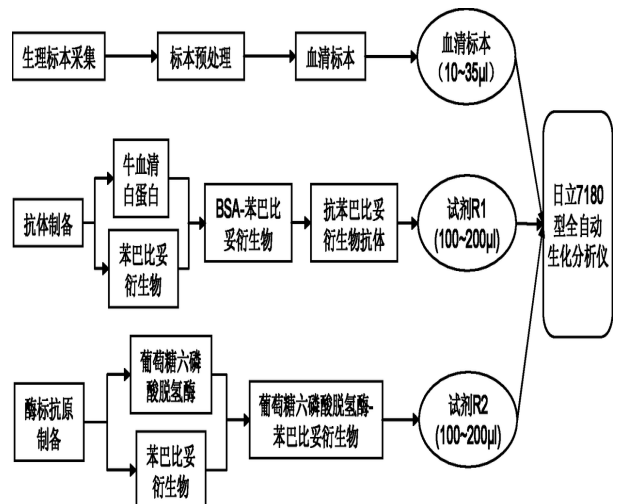 生理标本采集
标本预处理
血清标本
血清标本
（10~35μl）
抗体制备
牛血清
白蛋白
苯巴比妥
衍生物
BSA-苯巴比
妥衍生物
抗苯巴比妥
衍生物抗体
试剂R1
(100~200μl)
日立7180
型全自动
生化分析仪
酶标抗原
制备
葡萄糖六磷
酸脱氢酶
苯巴比妥
衍生物
葡萄糖六磷酸脱氢酶-
苯巴比妥衍生物
试剂R2
(100~200μl)